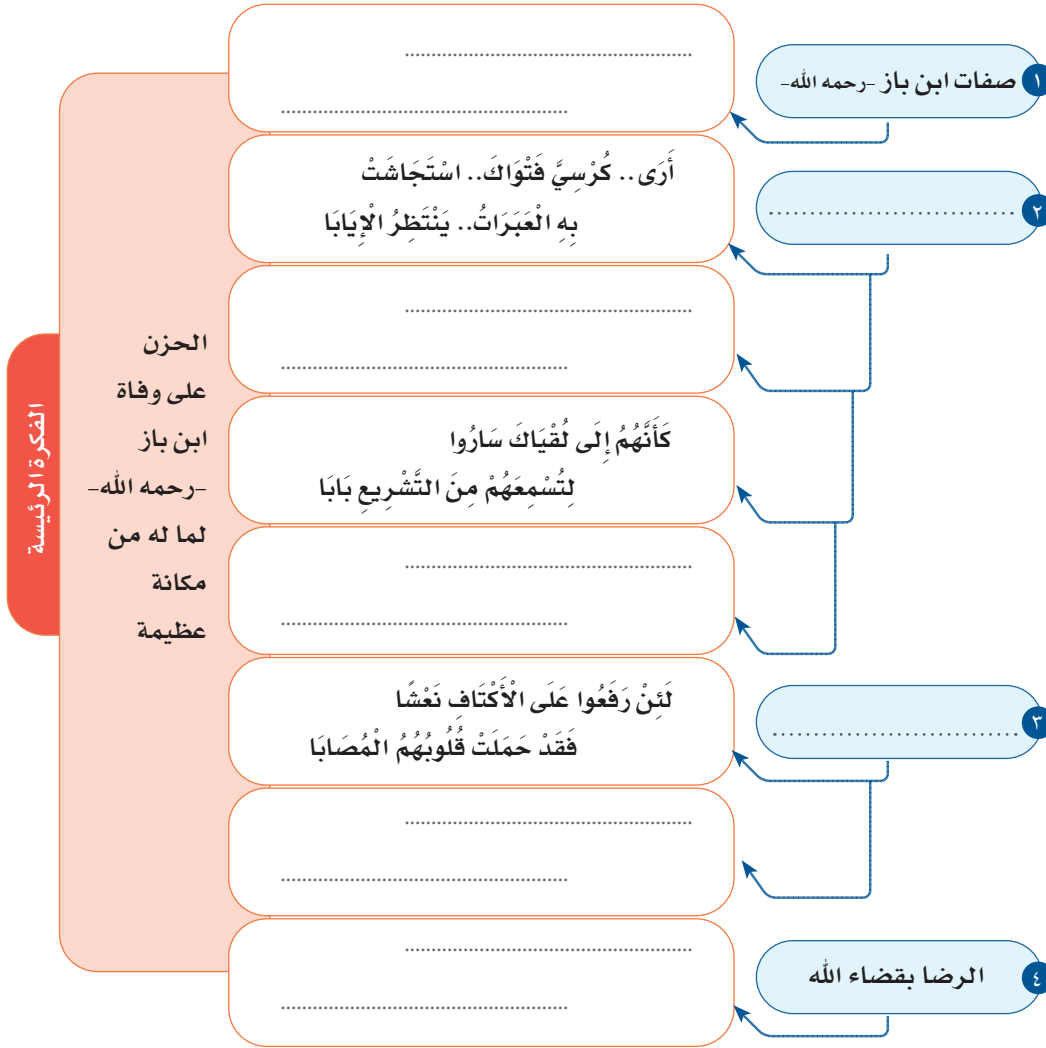 ١ صفات ابن باز -رحمه الله-
................................................
................................................
٢ ............................
أَرَى.. كُرْسِيَّ فَتْوَاكَ.. اسْتَجَاشَتْ
بِهِ الْعَبَرَاتُ.. يَنْتَظِرُ الْإِيَابَا
................................................
................................................
كَأَنَّهُمُ إِلَى لُقْيَاكَ سَارُوا
لِتُسْمِعَهُمْ مِنَ التَّشْرِيعِ بَابَا
................................................
................................................
٣ ............................
لَئِنْ رَفَعُوا عَلَى الْأَكْتَافِ نَعْشًا
فَقَدْ حَمَلَتْ قُلُوبُهُمُ الْمُصَابَا
................................................
................................................
٤ الرضا بقضاء الله
................................................
................................................
الحزن
على وفاة
ابن باز
-رحمه الله-
لما له من
مكانة
عظيمة
الفكرة الرئيسة